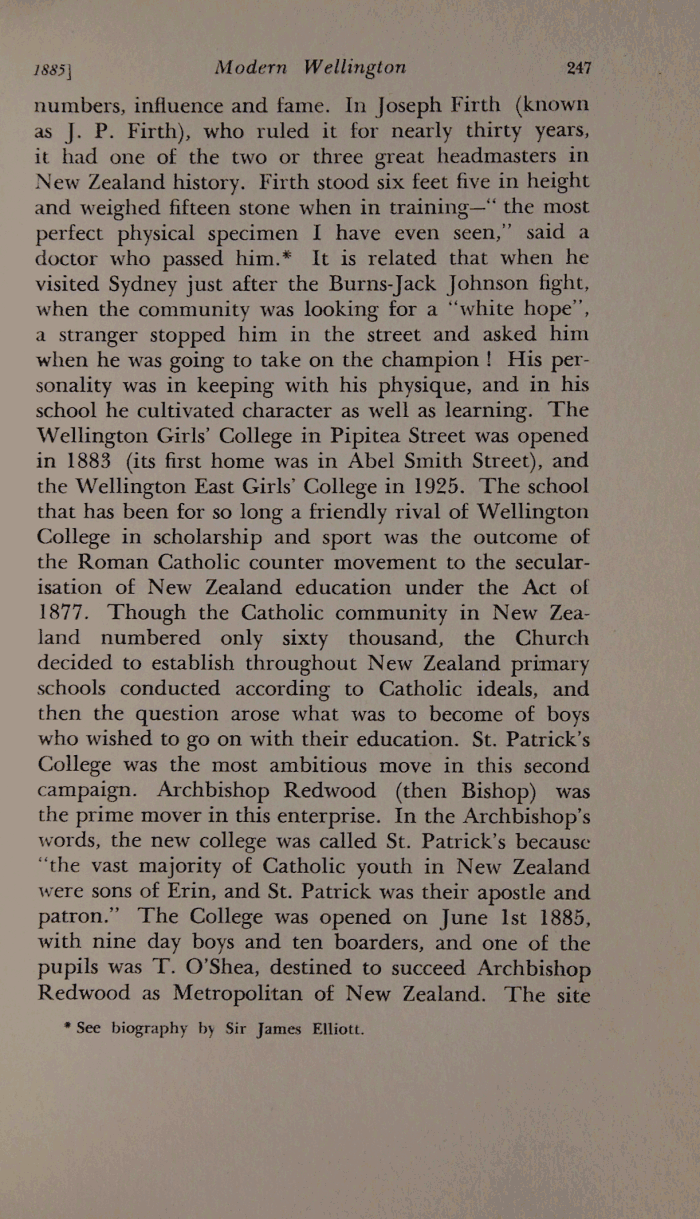 1885] Modern Wellington 247
numbers, influence and fame. In Joseph Firth (known
as J. P. Firth), who ruled it for nearly thirty years,
it had one of the two or three great headmasters in
New Zealand history. Firth stood six feet five in height
and weighed fifteen stone when in training—“ the most
perfect physical specimen I have even seen,” said a
doctor who passed him.* It is related that when he
visited Sydney just after the Burns-Jack Johnson fight,
when the community was looking for a “white hope”,
a stranger stopped him in the street and asked him
when he was going to take on the champion ! His per-
sonality was in keeping with his physique, and in his
school he cultivated character as well as learning. The
Wellington Girls’ College in Pipitea Street was opened
in 1883 (its first home was in Abel Smith Street), and
the Wellington East Girls’ College in 1925. The school
that has been for so long a friendly rival of Wellington
College in scholarship and sport was the outcome of
the Roman Catholic counter movement to the secular-
isation of New Zealand education under the Act of
1877. Though the Catholic community in New Zea-
land numbered only sixty thousand, the Church
decided to establish throughout New Zealand primary
schools conducted according to Catholic ideals, and
then the question arose what was to become of boys
who wished to go on with their education. St. Patrick’s
College was the most ambitious move in this second
campaign. Archbishop Redwood (then Bishop) was
the prime mover in this enterprise. In the Archbishop’s
words, the new college was called St. Patrick’s because
“the vast majority of Catholic youth in New Zealand
were sons of Erin, and St. Patrick was their apostle and
patron.” The College was opened on June 1st 1885,
with nine day boys and ten boarders, and one of the
pupils was T. O’Shea, destined to succeed Archbishop
Redwood as Metropolitan of New Zealand. The site
* See biography by Sir James Elliott.